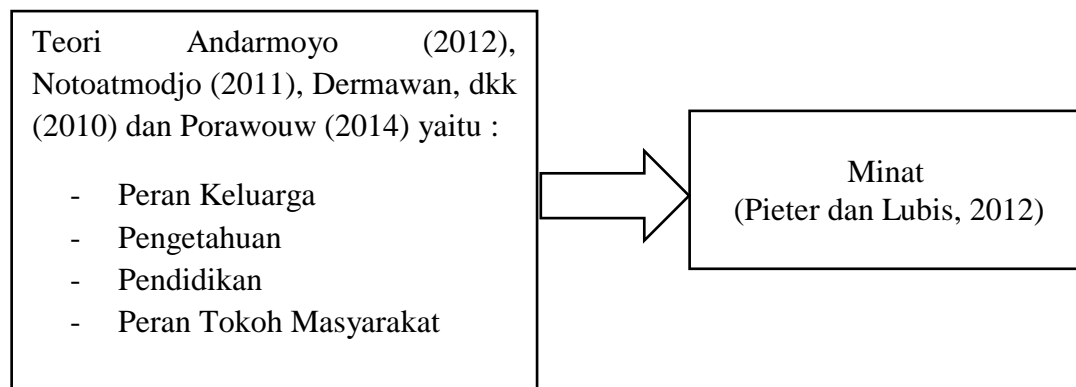 Teori Andarmoyo (2012),
Notoatmodjo (2011), Dermawan, dkk
(2010) dan Porawouw (2014) yaitu :
- Peran Keluarga
- Pengetahuan
- Pendidikan
- Peran Tokoh Masyarakat
Minat
(Pieter dan Lubis, 2012)